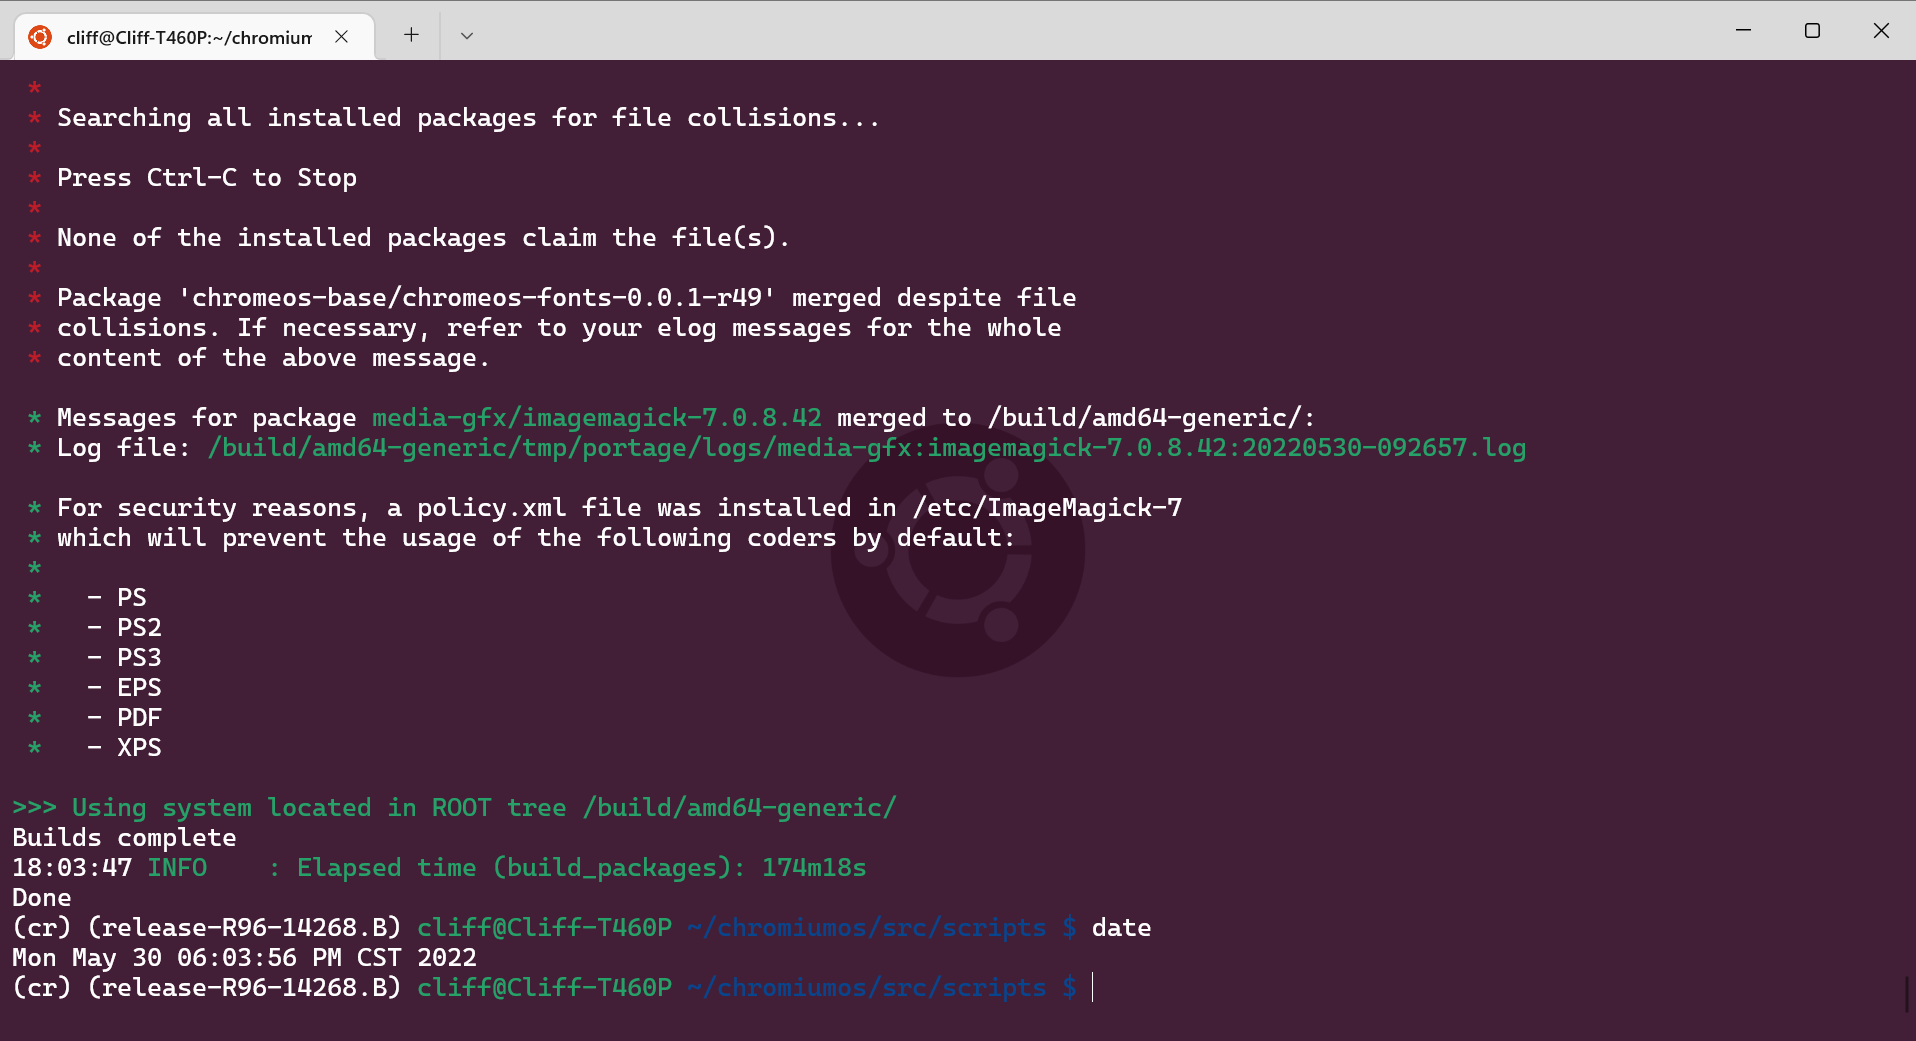 cliff@Cliff-T460P:~/chromium
*
* Searching all installed packages for file collisions...
*
* Press Ctrl-C to Stop
*
* None of the installed packages claim the file(s).
*
* Package 'chromeos-base/chromeos-fonts-0.0.1-r49' merged despite file
* collisions. If necessary, refer to your elog messages for the whole
* content of the above message.
* Messages for package media-gfx/imagemagick-7.0.8.42 merged to /build/amd64-generic/:
* Log file: /build/amd64-generic/tmp/portage/logs/media-gfx:imagemagick-7.0.8.42:20220530-092657.log
* For security reasons, a policy.xml file was installed in /etc/ImageMagick-7
* which will prevent the usage of the following coders by default:
*
*   - PS
*   - PS2
*   - PS3
*   - EPS
*   - PDF
*   - XPS
>>> Using system located in ROOT tree /build/amd64-generic/
Builds complete
18:03:47 INFO    : Elapsed time (build_packages): 174m18s
Done
(cr) (release-R96-14268.B) cliff@Cliff-T460P ~/chromiumos/src/scripts $ date
Mon May 30 06:03:56 PM CST 2022
(cr) (release-R96-14268.B) cliff@Cliff-T460P ~/chromiumos/src/scripts $